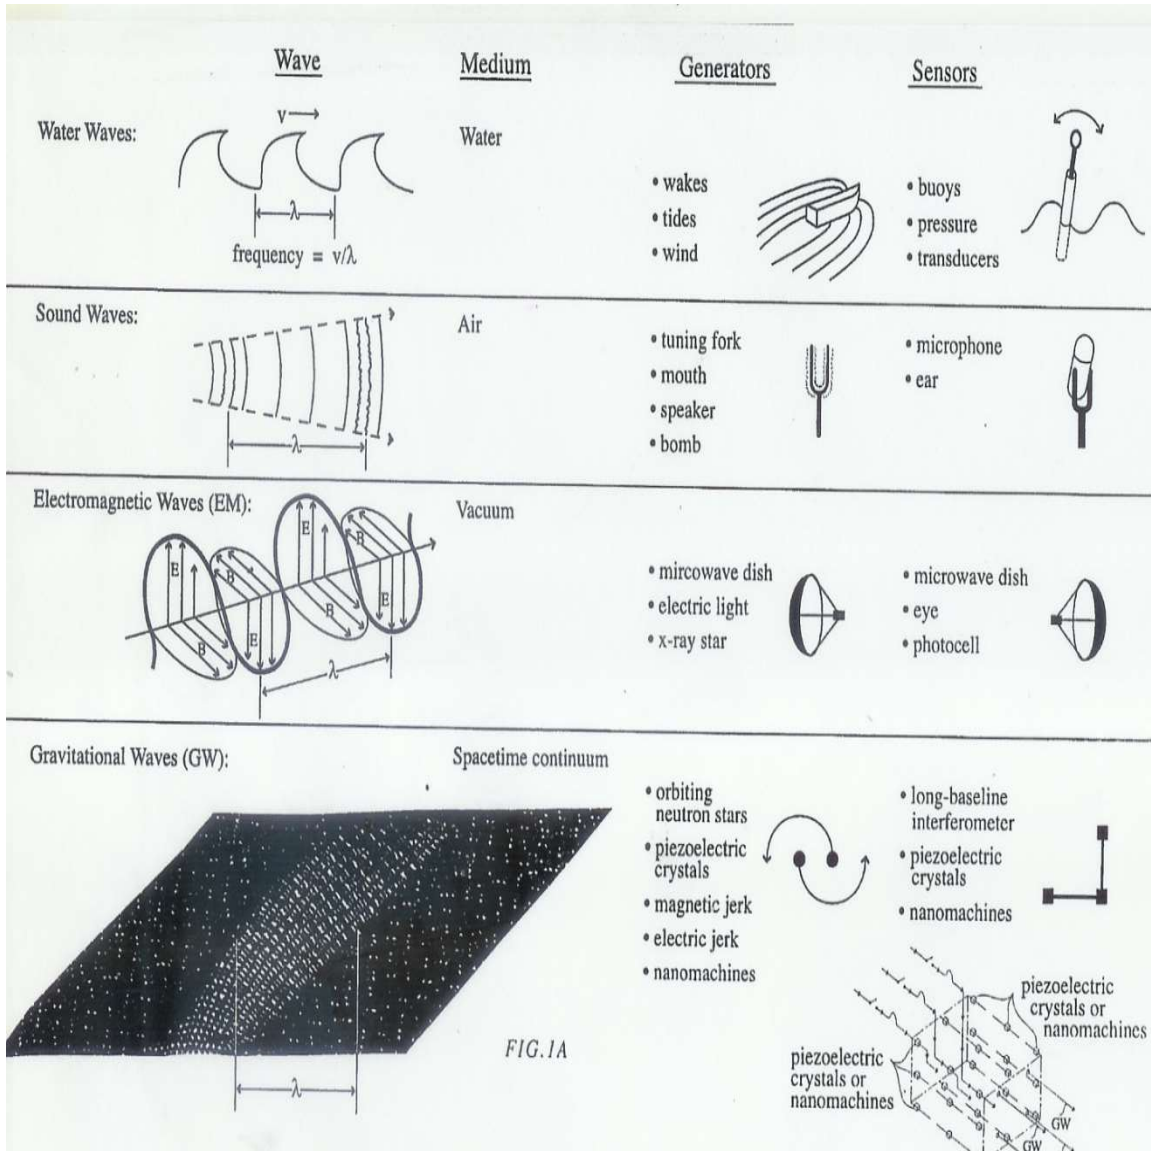 Wave Medium Generators Sensors
Water Waves:
v
λ
frequency = v/λ
Water
• wakes
• tides
• wind
• buoys
• pressure
• transducers
Sound Waves:
λ
Air
• tuning fork
• mouth
• speaker
• bomb
• microphone
• ear
Electromagnetic Waves (EM):
E
B
E
B
E
B
B
E
λ
Vacuum
• mircowave dish
• electric light
• x-ray star
• microwave dish
• eye
• photocell
Gravitational Waves (GW):
λ
Spacetime continuum
• orbiting
neutron stars
• piezoelectric
crystals
• magnetic jerk
• electric jerk
• nanomachines
• long-baseline
interferometer
• piezoelectric
crystals
• nanomachines
piezoelectric
crystals or
nanomachines
piezoelectric
crystals or
nanomachines
GW
GW
FIG.1A